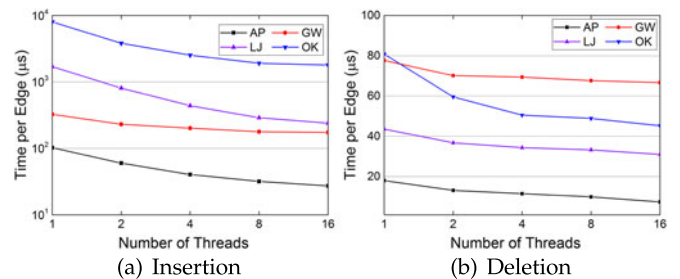 10⁴
10³
10²
10¹
Time per Edge (µs)
AP GW
LJ OK
1 2 4 8 16
Number of Threads
(a) Insertion
100
80
60
40
20
Time per Edge (µs)
AP GW
LJ OK
1 2 4 8 16
Number of Threads
(b) Deletion